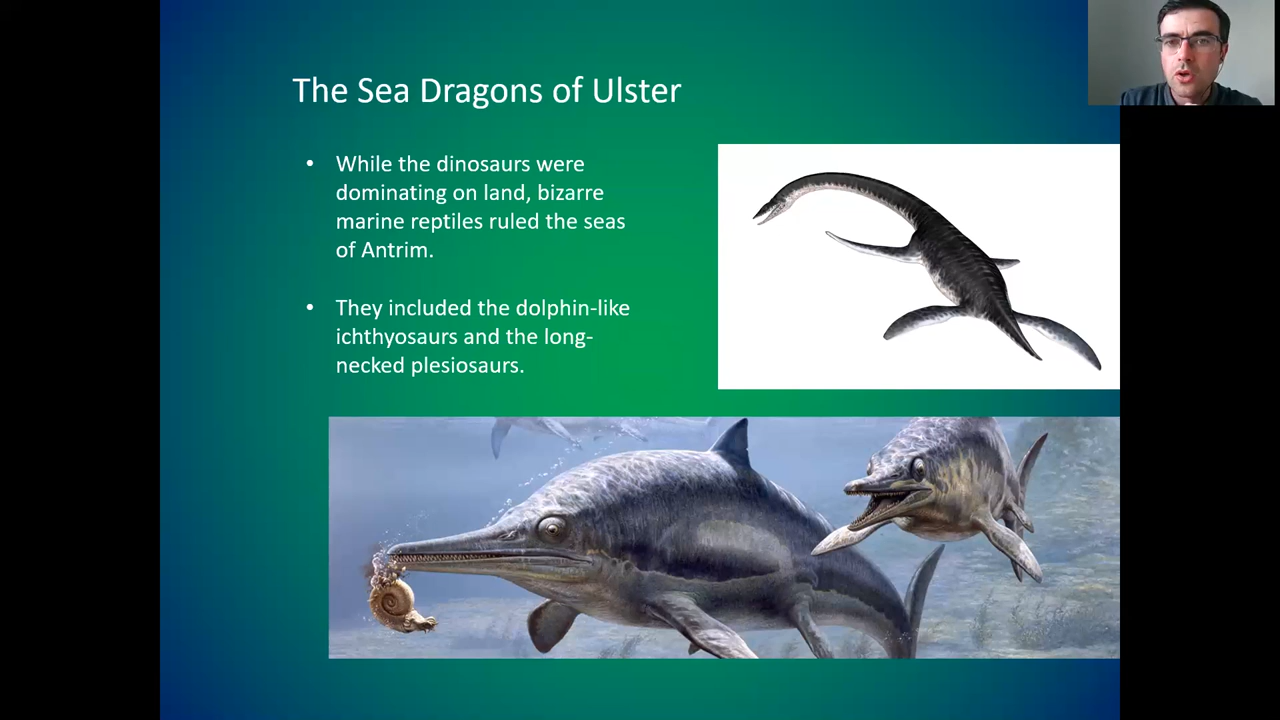 The Sea Dragons of Ulster
• While the dinosaurs were
dominating on land, bizarre
marine reptiles ruled the seas
of Antrim.
• They included the dolphin-like
ichthyosaurs and the long-
necked plesiosaurs.